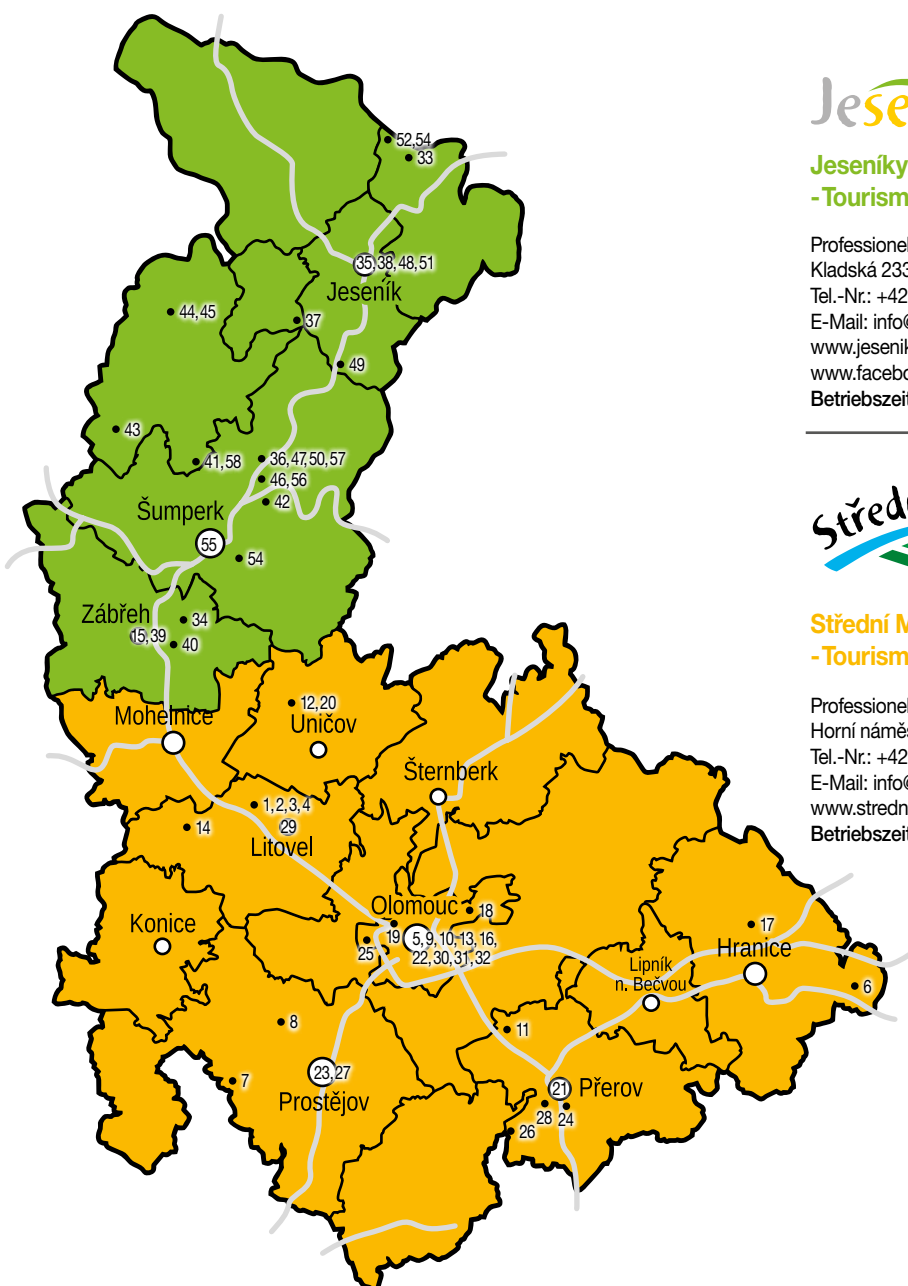 52,54
33
35,38,48,51
Jeseník
44,45
37
49
43
41,58
36,47,50,57
46,56
42
Šumperk
55
54
Zábřeh
34
15,39
40
Mohelnice
12,20
Uničov
Šternberk
1,2,3,4
14
29
Litovel
Olomouc
18
Konice
19
5,9,10,13,16,
22,30,31,32
25
17
Hranice
Lipník
n. Bečvou
6
8
11
7
23,27
Prostějov
21
Přerov
28
24
26
Jese
Jeseníky
- Tourism
Professionel
Kladská 233
Tel.-Nr.: +42
E-Mail: info@
www.jesenik
www.facebo
Betriebszeit
Středn
Střední M
- Tourism
Professionel
Horní náměs
Tel.-Nr.: +42
E-Mail: info@
www.stredn
Betriebszeit